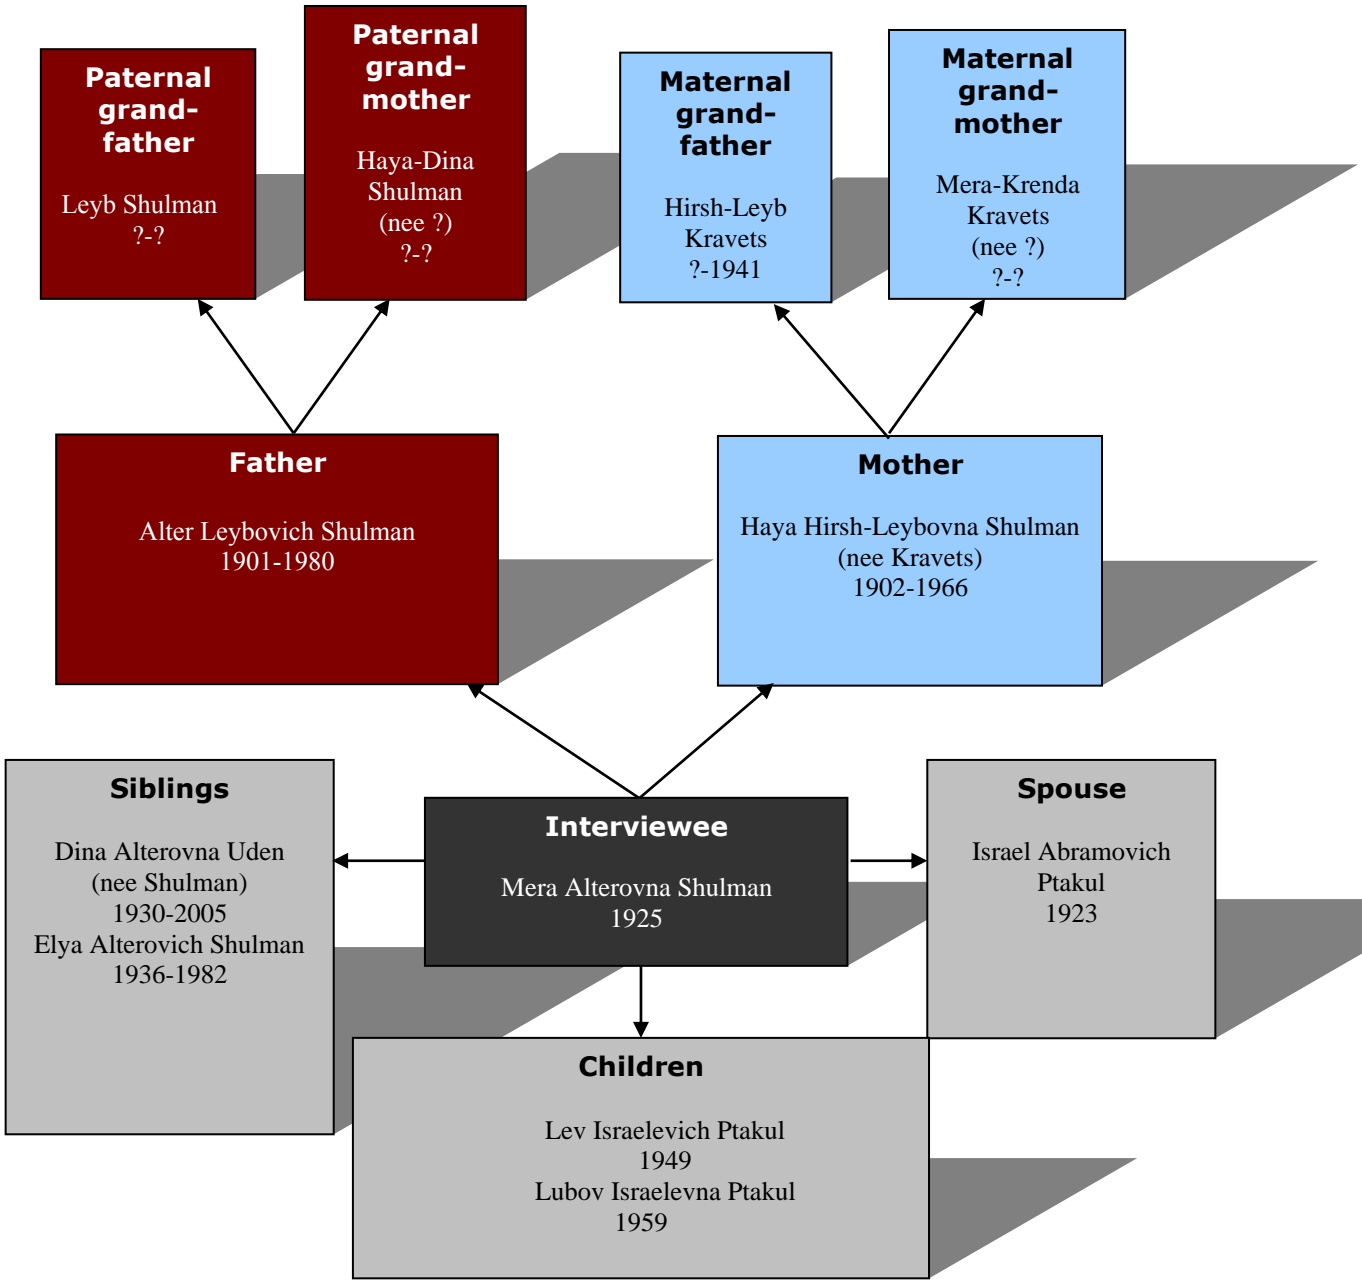 Paternal
grand-
father
Leyb Shulman
?-?
Paternal
grand-
mother
Haya-Dina
Shulman
(nee ?)
?-?
Maternal
grand-
father
Hirsh-Leyb
Kravets
?-1941
Maternal
grand-
mother
Mera-Krenda
Kravets
(nee ?)
?-?
Father
Alter Leybovich Shulman
1901-1980
Mother
Haya Hirsh-Leybovna Shulman
(nee Kravets)
1902-1966
Siblings
Dina Alterovna Uden
(nee Shulman)
1930-2005
Elya Alterovich Shulman
1936-1982
Interviewee
Mera Alterovna Shulman
1925
Spouse
Israel Abramovich
Ptakul
1923
Children
Lev Israelevich Ptakul
1949
Lubov Israelevna Ptakul
1959